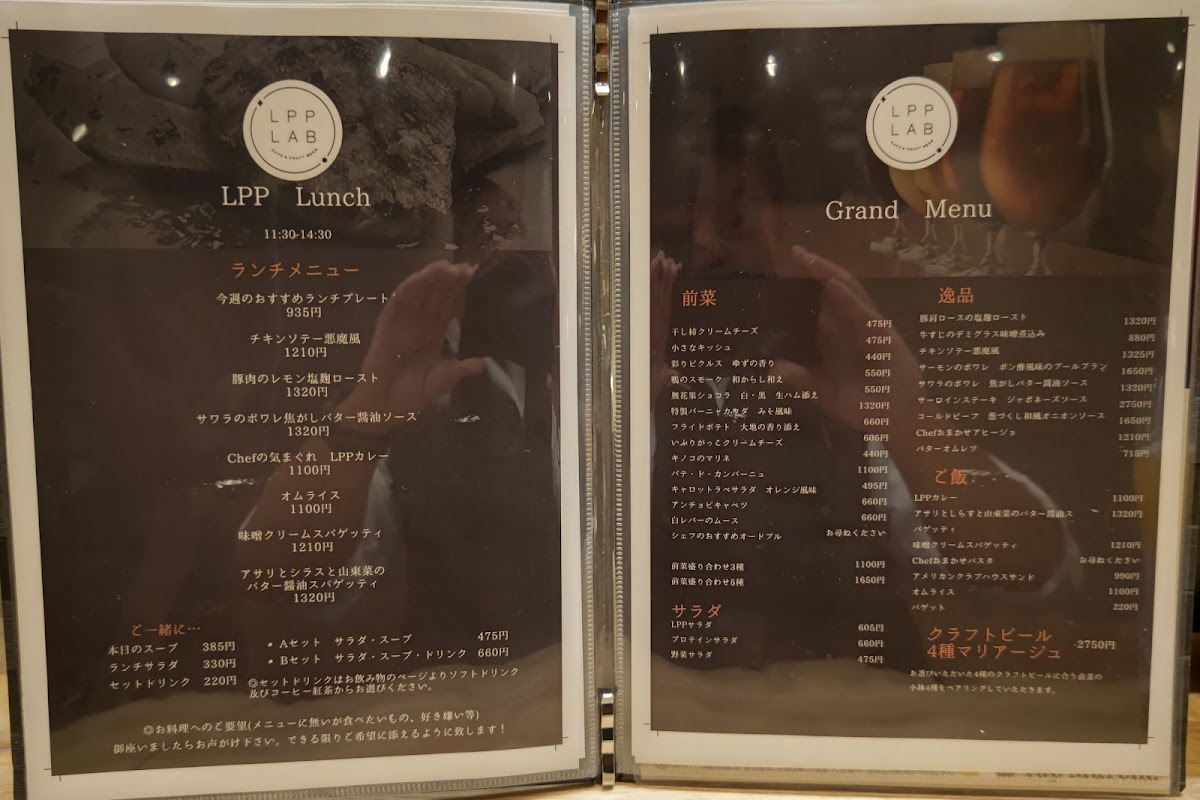 LPP
LAB
CAFE & CRAFT BEER
LPP Lunch
11:30-14:30
ランチメニュー
今週のおすすめランチプレート
935円
チキンソテー悪魔風
1210円
豚肉のレモン塩麹ロースト
1320円
サワラのポワレ焦がしバター醤油ソース
1320円
Chefの気まぐれ LPPカレー
1100円
オムライス
1100円
味噌クリームスパゲッティ
1210円
アサリとシラスと山東菜の
バター醤油スパゲッティ
1320円
ご一緒に…
本日のスープ 385円
ランチサラダ 330円
セットドリンク 220円
• Aセット サラダ・スープ 475円
• Bセット サラダ・スープ・ドリンク 660円
◎セットドリンクはお飲み物のページよりソフトドリンク
及びコーヒー紅茶からお選びください。
◎お料理へのご要望(メニューに無いが食べたいもの、好き嫌い等)
御座いましたらお声がけ下さい。できる限りご希望に添えるように致します！
LPP
LAB
CAFE & CRAFT BEER
Grand Menu
前菜
干し柿クリームチーズ 475円
小さなキッシュ 475円
彩りピクルス ゆずの香り 440円
鴨のスモーク 和からし和え 550円
無花果ショコラ 白・黒 生ハム添え 550円
特製バーニャカウダ みそ風味 1320円
フライドポテト 大地の香り添え 660円
いぶりがっこクリームチーズ 605円
キノコのマリネ 440円
パテ・ド・カンパーニュ 1100円
キャロットラペサラダ オレンジ風味 495円
アンチョビキャベツ 660円
白レバーのムース 660円
シェフのおすすめオードブル お尋ねください
前菜盛り合わせ3種 1100円
前菜盛り合わせ5種 1650円
サラダ
LPPサラダ 605円
プロテインサラダ 660円
野菜サラダ 475円
逸品
豚肩ロースの塩麹ロースト 1320円
牛すじのデミグラス味噌煮込み 880円
チキンソテー悪魔風 1325円
サーモンのポワレ ポン酢風味のブールブラン 1650円
サワラのポワレ 焦がしバター醤油ソース 1320円
サーロインステーキ ジャポネーズソース 2750円
コールドビーフ 葱づくし和風オニオンソース 1650円
Chefおまかせアヒージョ 1210円
バターオムレツ 715円
ご飯
LPPカレー 1100円
アサリとしらすと山東菜のバター醤油ス 1320円
パゲッティ
味噌クリームスパゲッティ 1210円
Chefおまかせパスタ お尋ねください
アメリカンクラブハウスサンド 990円
オムライス 1100円
バゲット 220円
クラフトビール
4種マリアージュ -2750円
お選びいただいた4種のクラフトビールに合う前菜の
小鉢4種をペアリングしていただきます。